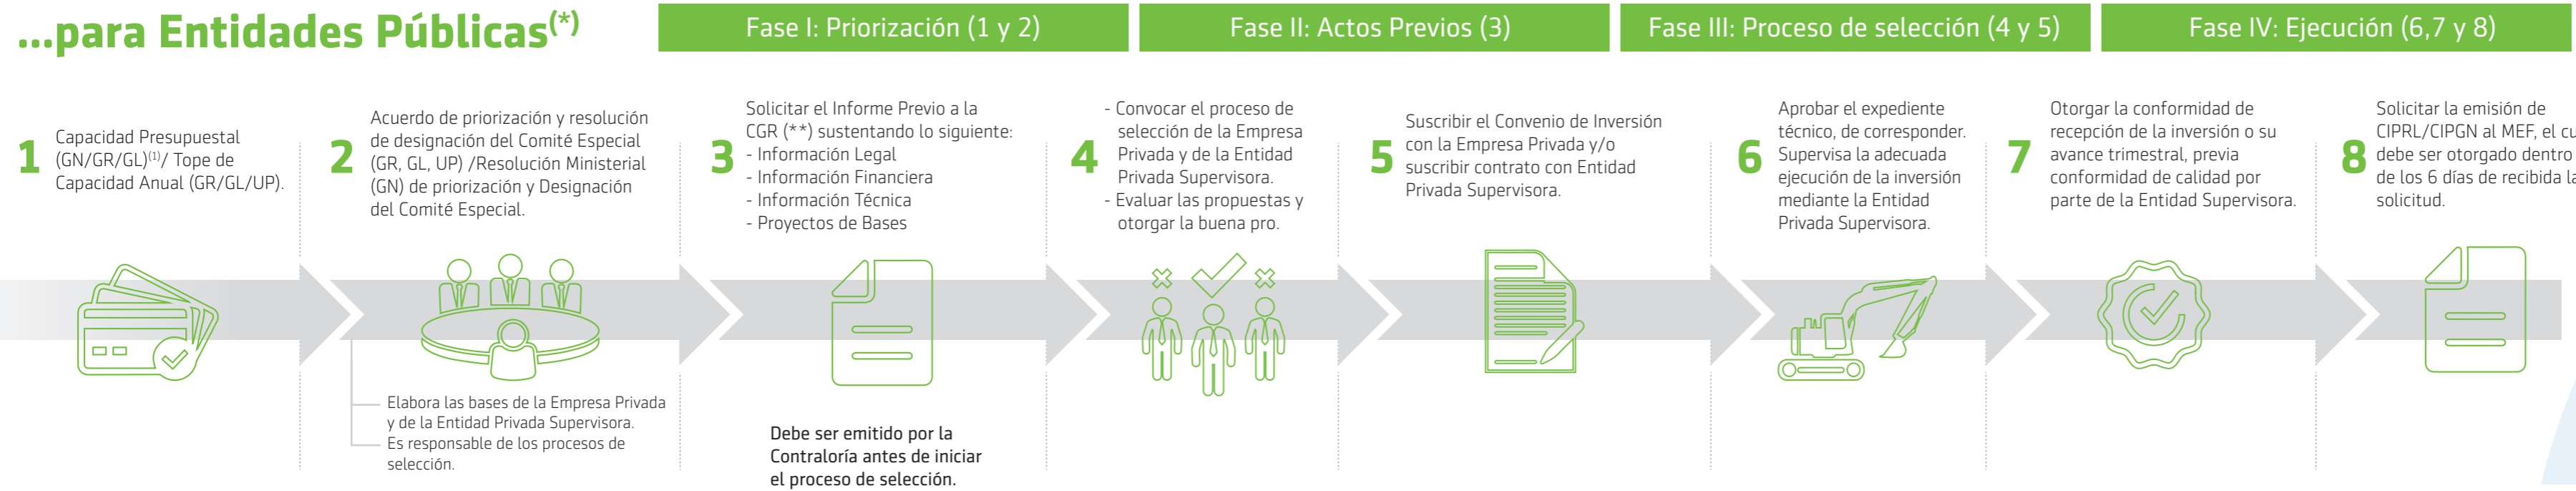 ...para Entidades Públicas(*)
Fase I: Priorización (1 y 2)
Fase II: Actos Previos (3)
Fase III: Proceso de selección (4 y 5)
Fase IV: Ejecución (6,7 y 8)
1
Capacidad Presupuestal
(GN/GR/GL)(1)/ Tope de
Capacidad Anual (GR/GL/UP).
2
Acuerdo de priorización y resolución
de designación del Comité Especial
(GR, GL, UP) /Resolución Ministerial
(GN) de priorización y Designación
del Comité Especial.
Elabora las bases de la Empresa Privada
y de la Entidad Privada Supervisora.
Es responsable de los procesos de
selección.
3
Solicitar el Informe Previo a la
CGR (**) sustentando lo siguiente:
- Información Legal
- Información Financiera
- Información Técnica
- Proyectos de Bases
Debe ser emitido por la
Contraloría antes de iniciar
el proceso de selección.
4
- Convocar el proceso de
selección de la Empresa
Privada y de la Entidad
Privada Supervisora.
- Evaluar las propuestas y
otorgar la buena pro.
5
Suscribir el Convenio de Inversión
con la Empresa Privada y/o
suscribir contrato con Entidad
Privada Supervisora.
6
Aprobar el expediente
técnico, de corresponder.
Supervisa la adecuada
ejecución de la inversión
mediante la Entidad
Privada Supervisora.
7
Otorgar la conformidad de
recepción de la inversión o su
avance trimestral, previa
conformidad de calidad por
parte de la Entidad Supervisora.
8
Solicitar la emisión de
CIPRL/CIPGN al MEF, el
debe ser otorgado dentro
de los 6 días de recibida
solicitud.